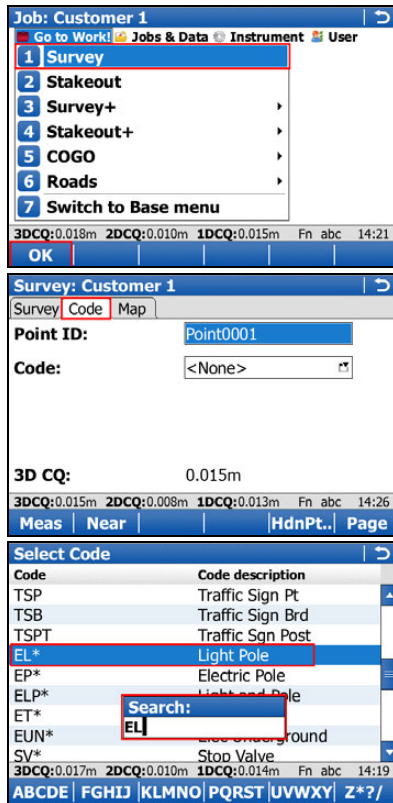 Job: Customer 1
Go to Work! Jobs & Data Instrument User
1 Survey
2 Stakeout
3 Survey+
4 Stakeout+
5 COGO
6 Roads
7 Switch to Base menu
3DCQ:0.018m 2DCQ:0.010m 1DCQ:0.015m Fn abc 14:21
OK
Survey: Customer 1
Survey Code Map
Point ID: Point0001
Code: <None>
3D CQ: 0.015m
3DCQ:0.015m 2DCQ:0.008m 1DCQ:0.013m Fn abc 14:26
Meas Near HdnPt.. Page
Select Code
Code Code description
TSP Traffic Sign Pt
TSB Traffic Sign Brd
TSPT Traffic Sgn Post
EL* Light Pole
EP* Electric Pole
ELP* Pole
Search:
ET*
EL
EUN* ground
SV* Stop Valve
3DCQ:0.017m 2DCQ:0.010m 1DCQ:0.014m Fn abc 14:19
ABCDE FGHIJ KLMNO PQRST UVWXY Z*?/